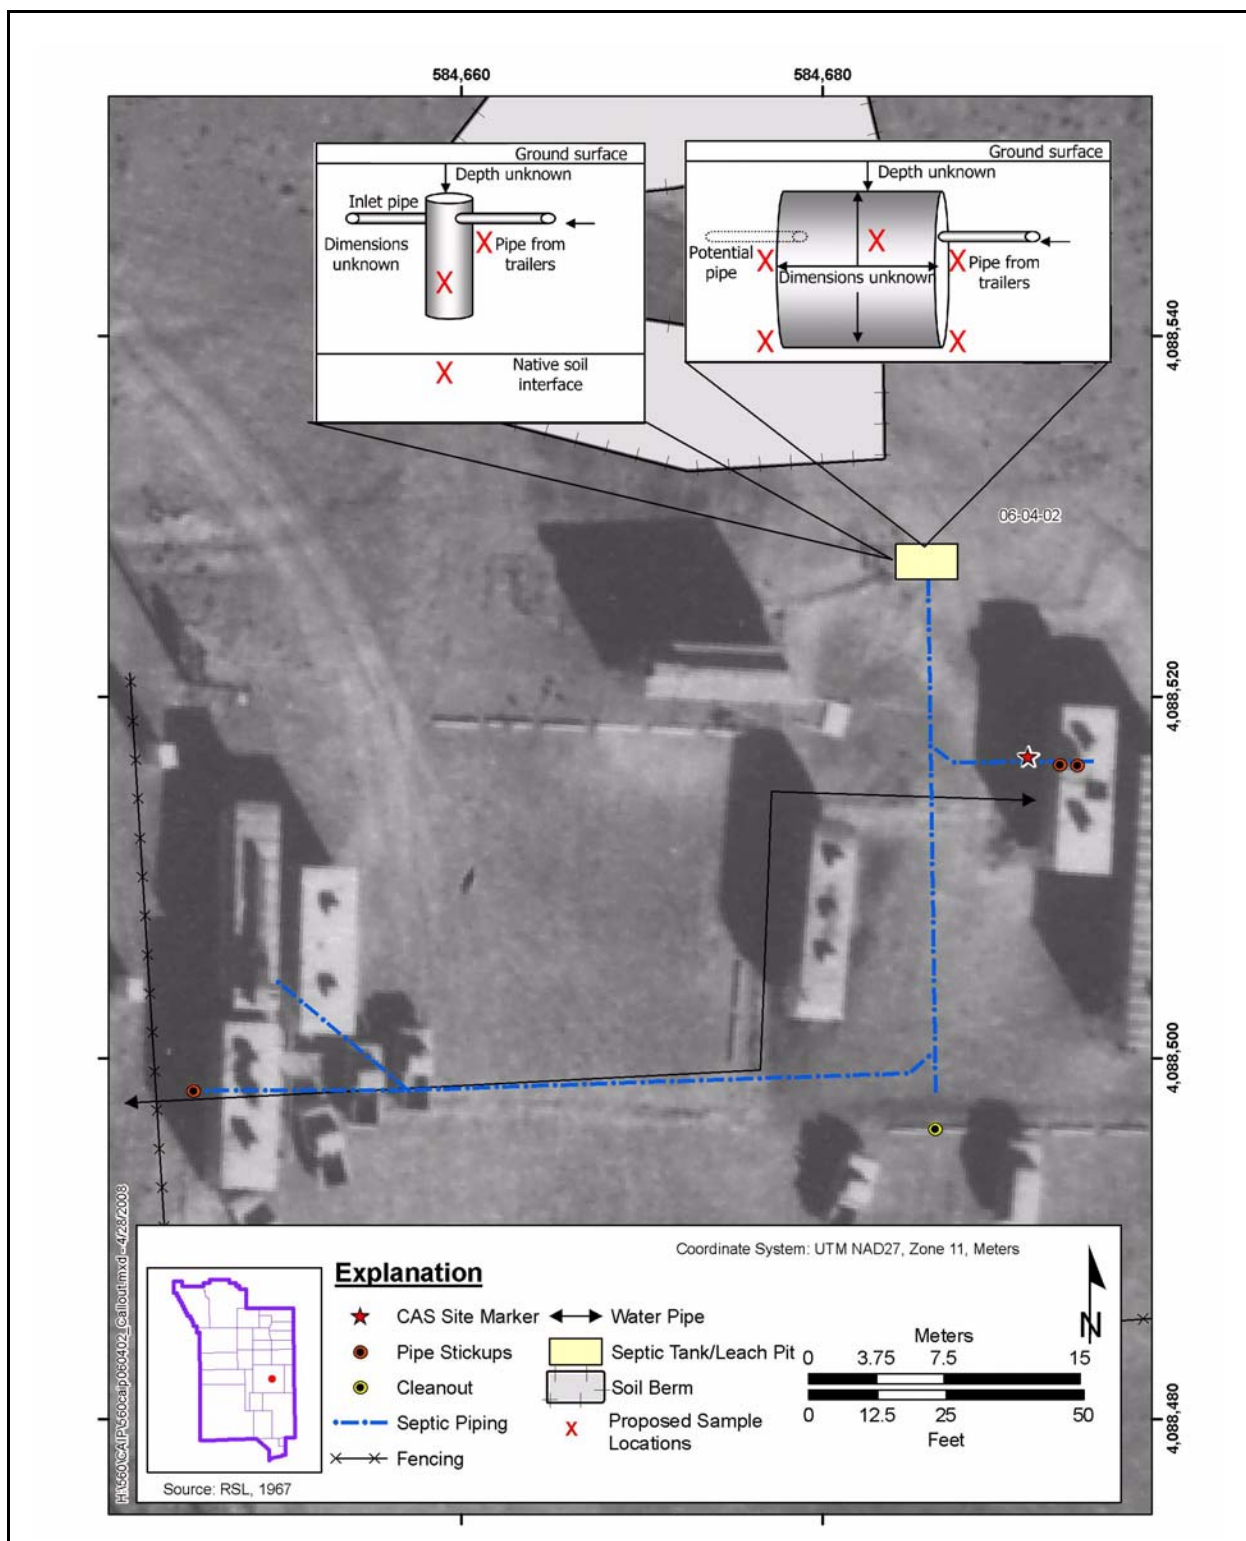 584,660
584,680
Ground surface
Depth unknown
Inlet pipe
Dimensions
unknown
Pipe from
trailers
X
X
Native soil
interface
X
Ground surface
Depth unknown
X
Potential
pipe
X
X
Dimensions unknown
Pipe from
trailers
X
X
4,088,540
06-04-02
4,088,520
4,088,500
4,088,480
H:\560\CAIP\560caip060402_Callout.mxd - 4/28/2008
Coordinate System: UTM NAD27, Zone 11, Meters
Explanation
CAS Site Marker
Pipe Stickups
Cleanout
Septic Piping
Fencing
Water Pipe
Septic Tank/Leach Pit
Soil Berm
X
Proposed Sample
Locations
N
Meters
0 3.75 7.5 15
0 12.5 25 50
Feet
Source: RSL, 1967